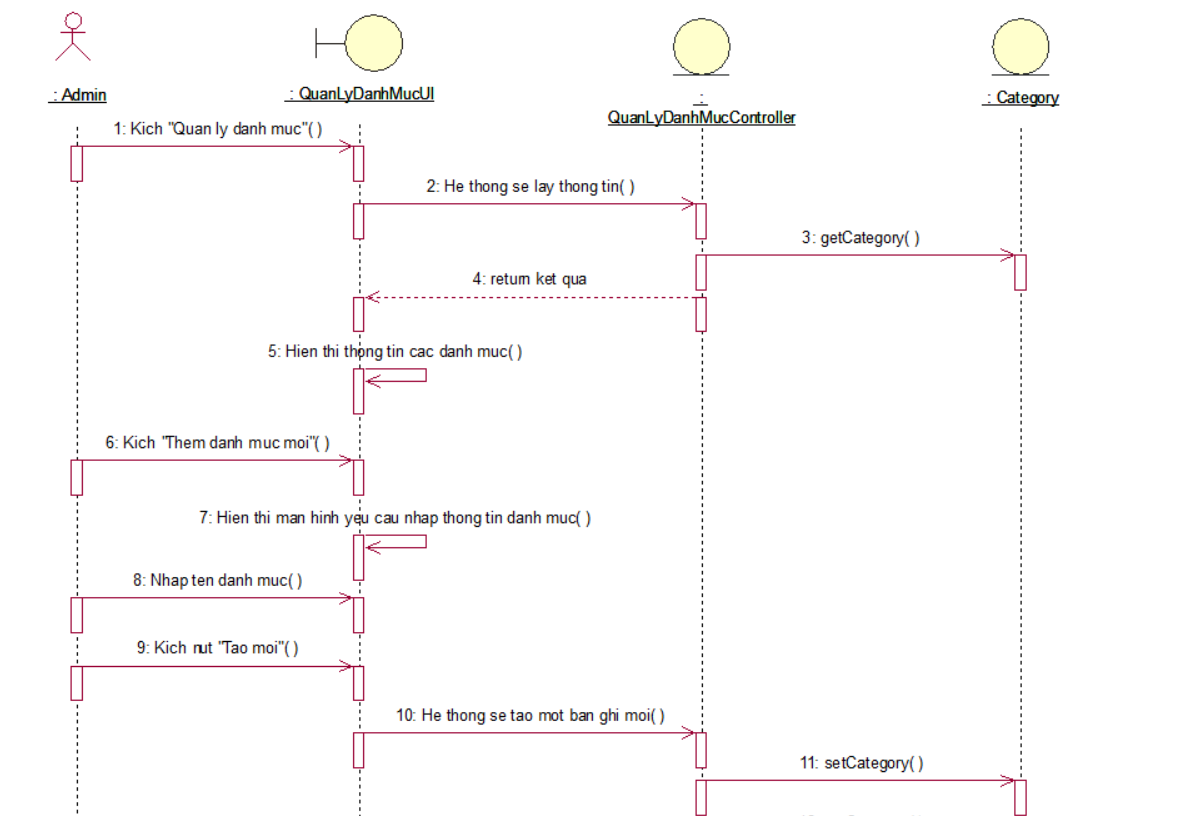 : Admin
: QuanLyDanhMucUI
:
QuanLyDanhMucController
: Category
1: Kich "Quan ly danh muc"( )
2: He thong se lay thong tin( )
3: getCategory( )
4: return ket qua
5: Hien thi thong tin cac danh muc( )
6: Kich "Them danh muc moi"( )
7: Hien thi man hinh yeu cau nhap thong tin danh muc( )
8: Nhap ten danh muc( )
9: Kich nut "Tao moi"( )
10: He thong se tao mot ban ghi moi( )
11: setCategory( )